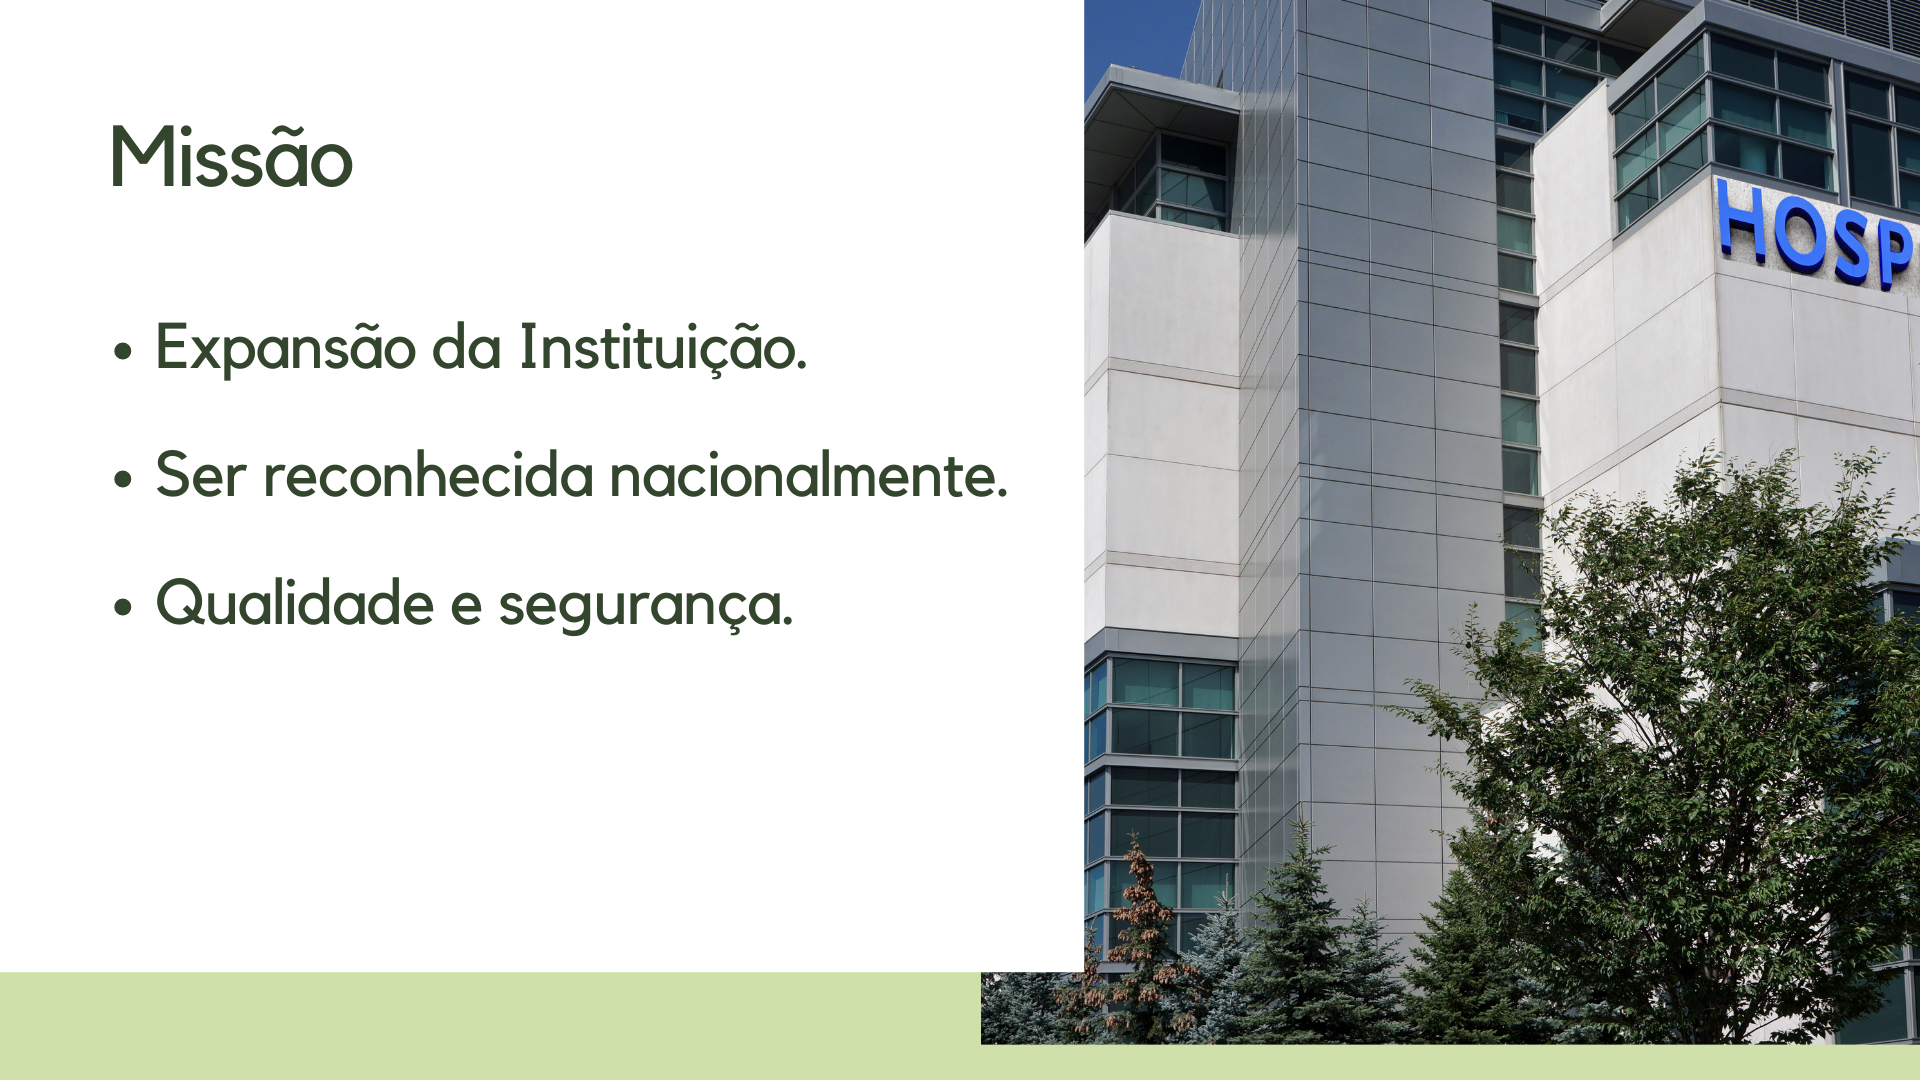 Missão
• Expansão da Instituição.
• Ser reconhecida nacionalmente.
• Qualidade e segurança.
HOSP